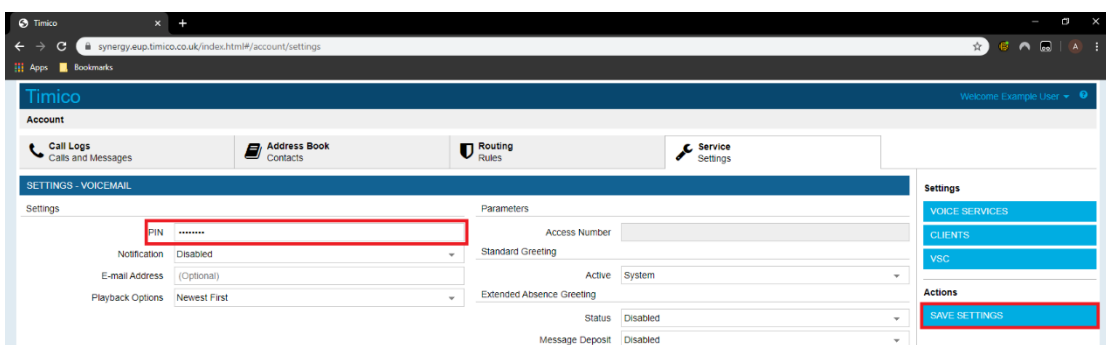 Timico
synergy.eup.timico.co.uk/index.html#/account/settings
A
Apps Bookmarks
Timico
Welcome Example User
Account
Call Logs
Calls and Messages
Address Book
Contacts
Routing
Rules
Service
Settings
SETTINGS - VOICEMAIL
Settings
PIN ••••••••
Notification Disabled
E-mail Address (Optional)
Playback Options Newest First
Parameters
Access Number
Standard Greeting
Active System
Extended Absence Greeting
Status Disabled
Message Deposit Disabled
Settings
VOICE SERVICES
CLIENTS
VSC
Actions
SAVE SETTINGS